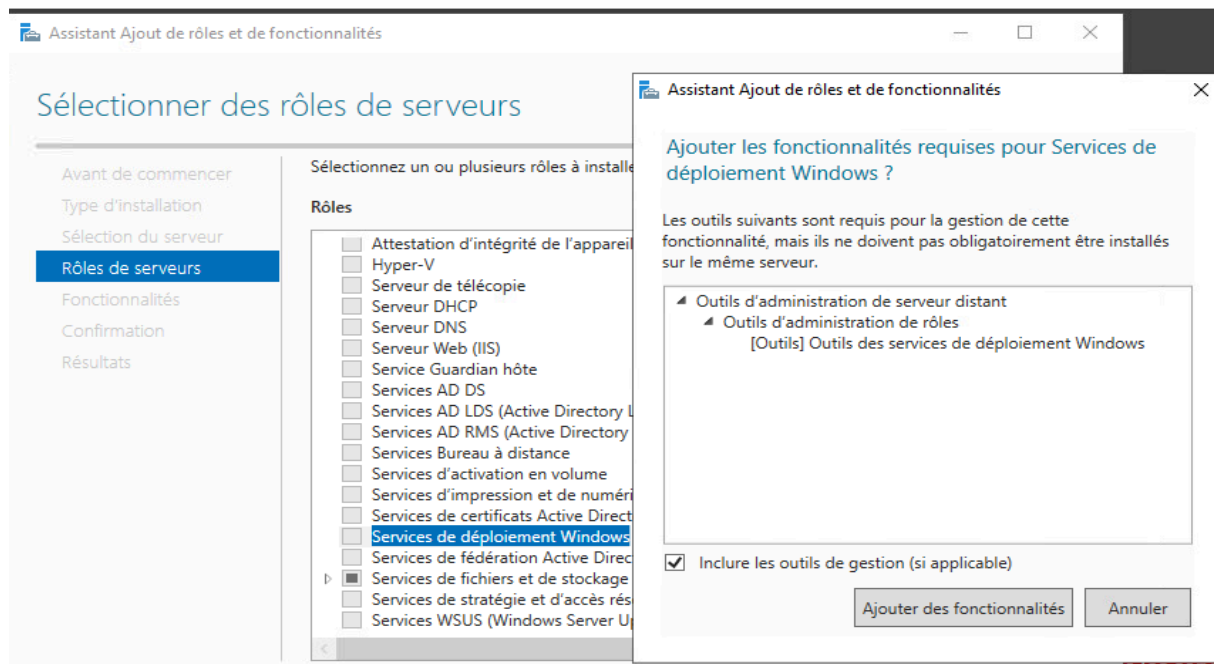 Assistant Ajout de rôles et de fonctionnalités
Sélectionner des rôles de serveurs
Avant de commencer
Type d'installation
Sélection du serveur
Rôles de serveurs
Fonctionnalités
Confirmation
Résultats
Sélectionnez un ou plusieurs rôles à installe
Rôles
Attestation d'intégrité de l'appareil
Hyper-V
Serveur de télécopie
Serveur DHCP
Serveur DNS
Serveur Web (IIS)
Service Guardian hôte
Services AD DS
Services AD LDS (Active Directory L
Services AD RMS (Active Directory
Services Bureau à distance
Services d'activation en volume
Services d'impression et de numéri
Services de certificats Active Direct
Services de déploiement Windows
Services de fédération Active Direc
Services de fichiers et de stockage
Services de stratégie et d'accès rés
Services WSUS (Windows Server Up
Assistant Ajout de rôles et de fonctionnalités
Ajouter les fonctionnalités requises pour Services de
déploiement Windows ?
Les outils suivants sont requis pour la gestion de cette
fonctionnalité, mais ils ne doivent pas obligatoirement être installés
sur le même serveur.
Outils d'administration de serveur distant
Outils d'administration de rôles
[Outils] Outils des services de déploiement Windows
Inclure les outils de gestion (si applicable)
Ajouter des fonctionnalités
Annuler